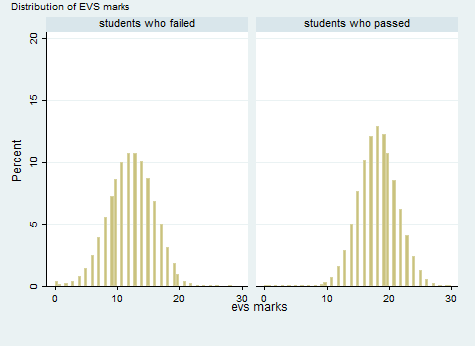 Distribution of EVS marks
students who failed
students who passed
20
15
10
5
0
Percent
0 10 20 30
0 10 20 30
evs marks